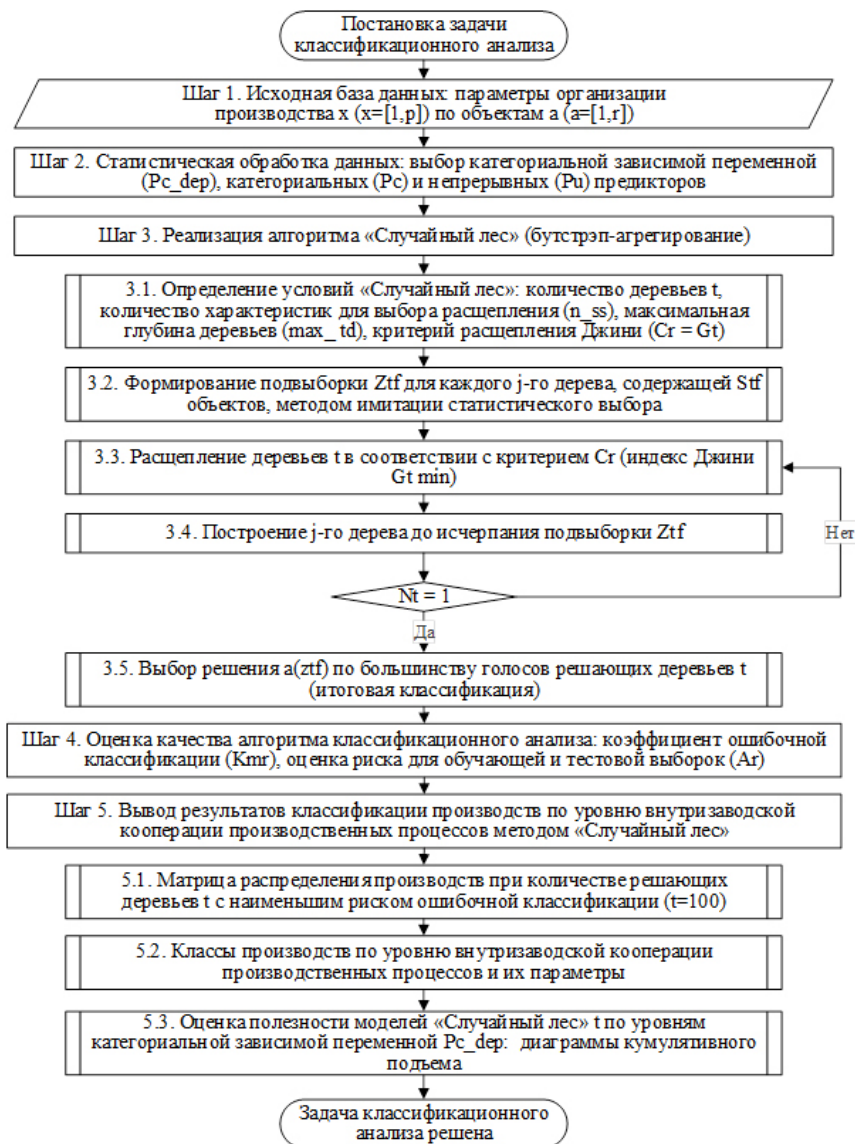 Постановка задачи
классификационного анализа
Шаг 1. Исходная база данных: параметры организации
производства x (x=[1,p]) по объектам a (a=[1,r])
Шаг 2. Статистическая обработка данных: выбор категориальной зависимой переменной
(Pc_dep), категориальных (Pc) и непрерывных (Pu) предикторов
Шаг 3. Реализация алгоритма «Случайный лес» (бутстрэп-агрегирование)
3.1. Определение условий «Случайный лес»: количество деревьев t,
количество характеристик для выбора расщепления (n_ss), максимальная
глубина деревьев (max_td), критерий расщепления Джини (Cr = Gt)
3.2. Формирование подвыборки Ztf для каждого j-го дерева, содержащей Stf
объектов, методом имитации статистического выбора
3.3. Расщепление деревьев t в соответствии с критерием Cr (индекс Джини
Gt min)
3.4. Построение j-го дерева до исчерпания подвыборки Ztf
Нет
Nt = 1
Да
3.5. Выбор решения a(ztf) по большинству голосов решающих деревьев t
(итоговая классификация)
Шаг 4. Оценка качества алгоритма классификационного анализа: коэффициент ошибочной
классификации (Kmr), оценка риска для обучающей и тестовой выборок (Ar)
Шаг 5. Вывод результатов классификации производств по уровню внутризаводской
кооперации производственных процессов методом «Случайный лес»
5.1. Матрица распределения производств при количестве решающих
деревьев t с наименьшим риском ошибочной классификации (t=100)
5.2. Классы производств по уровню внутризаводской кооперации
производственных процессов и их параметры
5.3. Оценка полезности моделей «Случайный лес» t по уровням
категориальной зависимой переменной Pc_dep: диаграммы кумулятивного
подъема
Задача классификационного
анализа решена